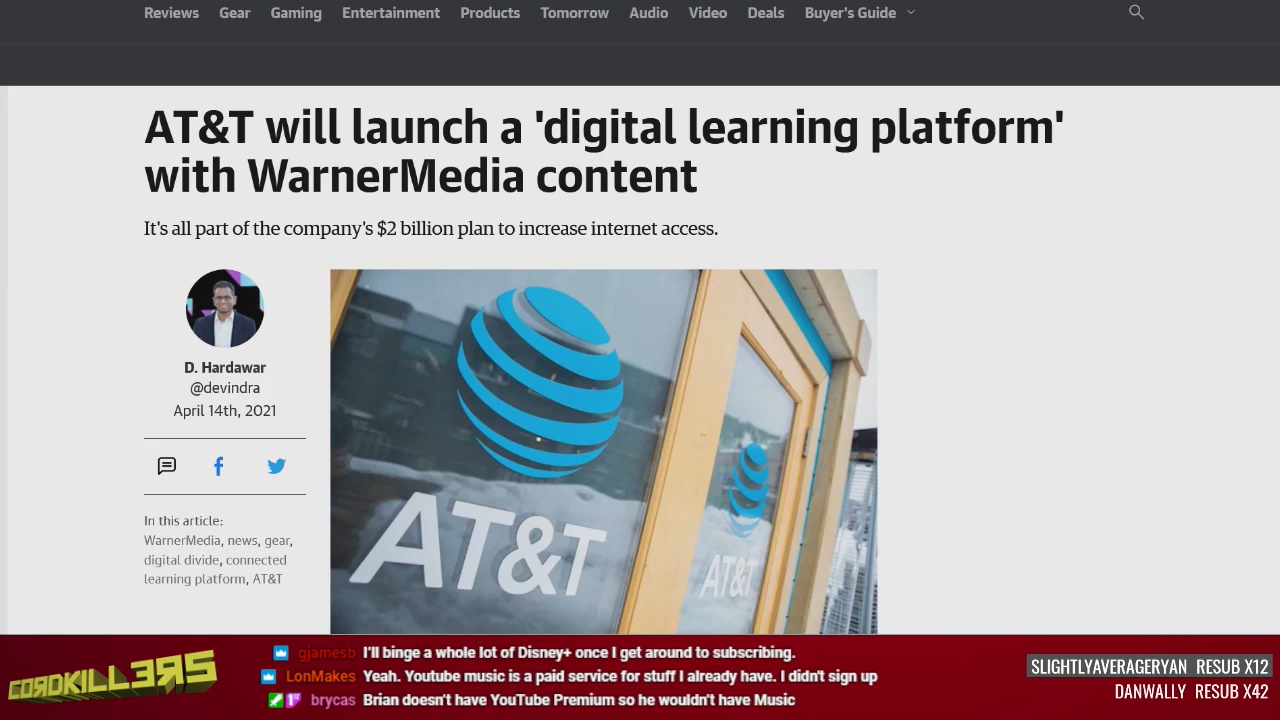 Reviews Gear Gaming Entertainment Products Tomorrow Audio Video Deals Buyer's Guide
AT&T will launch a 'digital learning platform'
with WarnerMedia content
It's all part of the company's $2 billion plan to increase internet access.
D. Hardawar
@devindra
April 14th, 2021
In this article:
WarnerMedia, news, gear,
digital divide, connected
learning platform, AT&T
AT&T
AT&T
CORDKILLERS
gjamesb I'll binge a whole lot of Disney+ once I get around to subscribing.
LonMakes Yeah. Youtube music is a paid service for stuff I already have. I didn't sign up
brycas Brian doesn't have YouTube Premium so he wouldn't have Music
SLIGHTLYAVERAGERYAN RESUB X12
DANWALLY RESUB X42